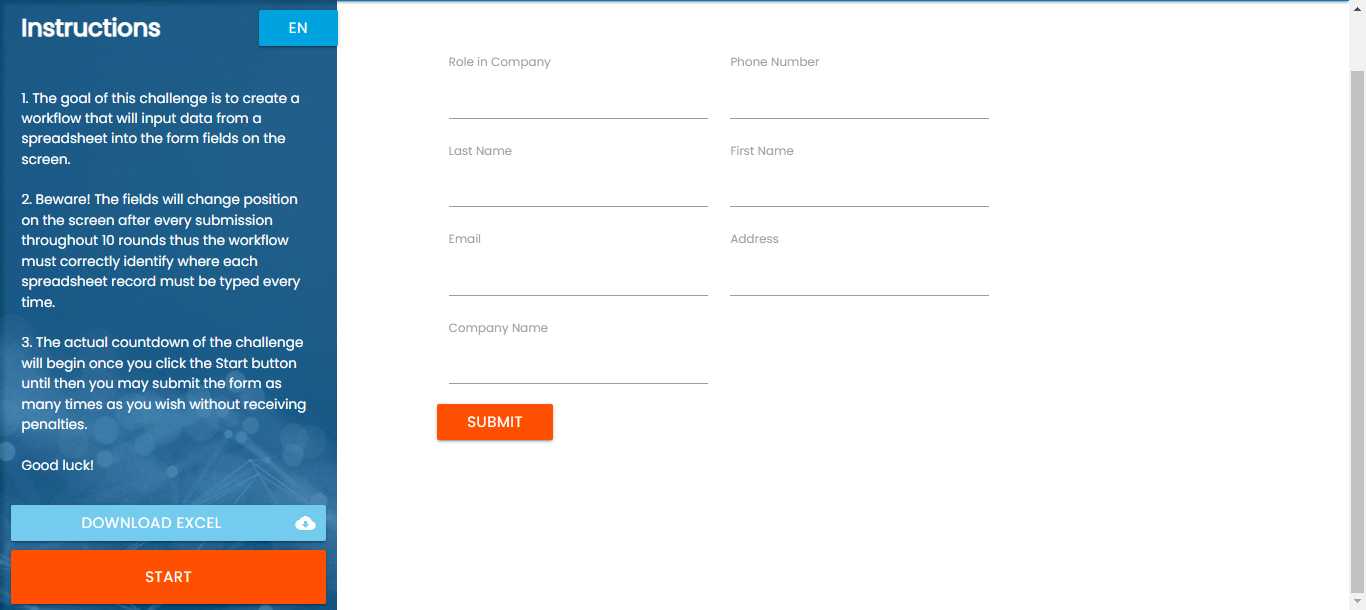 Instructions
EN
1. The goal of this challenge is to create a
workflow that will input data from a
spreadsheet into the form fields on the
screen.
2. Beware! The fields will change position
on the screen after every submission
throughout 10 rounds thus the workflow
must correctly identify where each
spreadsheet record must be typed every
time.
3. The actual countdown of the challenge
will begin once you click the Start button
until then you may submit the form as
many times as you wish without receiving
penalties.
Good luck!
DOWNLOAD EXCEL
START
Role in Company
Phone Number
Last Name
First Name
Email
Address
Company Name
SUBMIT